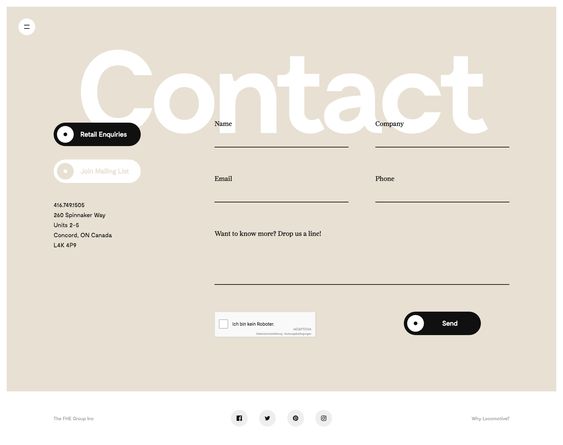 Contact
Retail Enquiries
Join Mailing List
416.749.1505
260 Spinnaker Way
Units 2-5
Concord, ON Canada
L4K 4P9
Name
Company
Email
Phone
Want to know more? Drop us a line!
Ich bin kein Roboter.
reCAPTCHA
Datenschutzerklärung - Nutzungsbedingungen
Send
The FHE Group Inc
Why Locomotive?